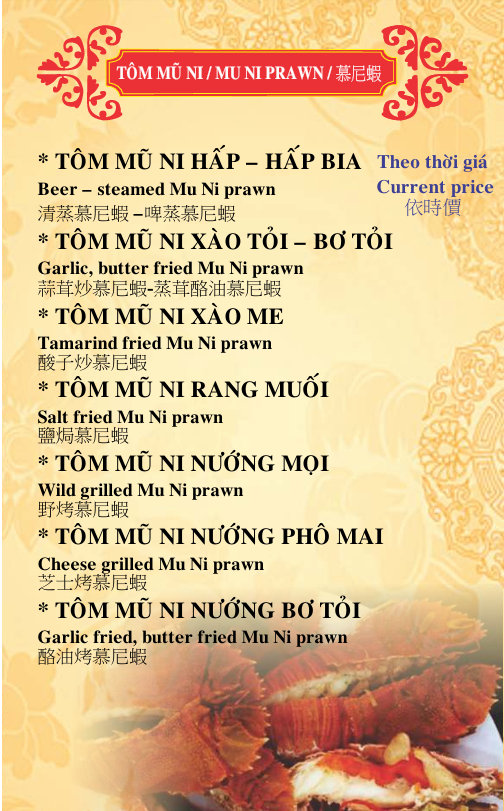 TÔM MŨ NI / MU NI PRAWN / 慕尼蝦
* TÔM MŨ NI HẤP – HẤP BIA
Theo thời giá
Beer – steamed Mu Ni prawn
Current price
清蒸慕尼蝦 –啤蒸慕尼蝦
依時價
* TÔM MŨ NI XÀO TỎI – BƠ TỎI
Garlic, butter fried Mu Ni prawn
蒜茸炒慕尼蝦-蒸茸酪油慕尼蝦
* TÔM MŨ NI XÀO ME
Tamarind fried Mu Ni prawn
酸子炒慕尼蝦
* TÔM MŨ NI RANG MUỐI
Salt fried Mu Ni prawn
鹽焗慕尼蝦
* TÔM MŨ NI NƯỚNG MỌI
Wild grilled Mu Ni prawn
野烤慕尼蝦
* TÔM MŨ NI NƯỚNG PHÔ MAI
Cheese grilled Mu Ni prawn
芝士烤慕尼蝦
* TÔM MŨ NI NƯỚNG BƠ TỎI
Garlic fried, butter fried Mu Ni prawn
酪油烤慕尼蝦